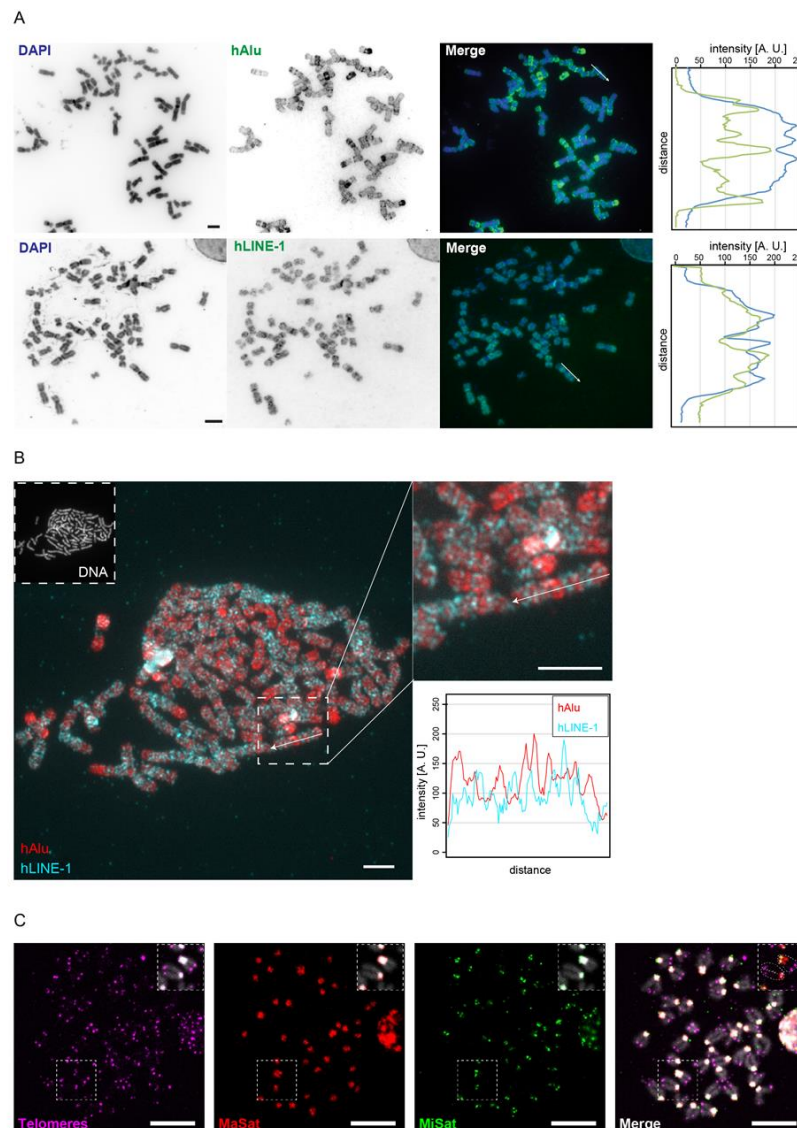 A
DAPI
hAlu
Merge
intensity [A. U.]
0 50 100 150 200
distance
DAPI
hLINE-1
Merge
intensity [A. U.]
0 50 100 150 200
distance
B
DNA
hAlu
hLINE-1
250
200
150
100
50
0
intensity [A. U.]
hAlu
hLINE-1
distance
C
Telomeres
MaSat
MiSat
Merge